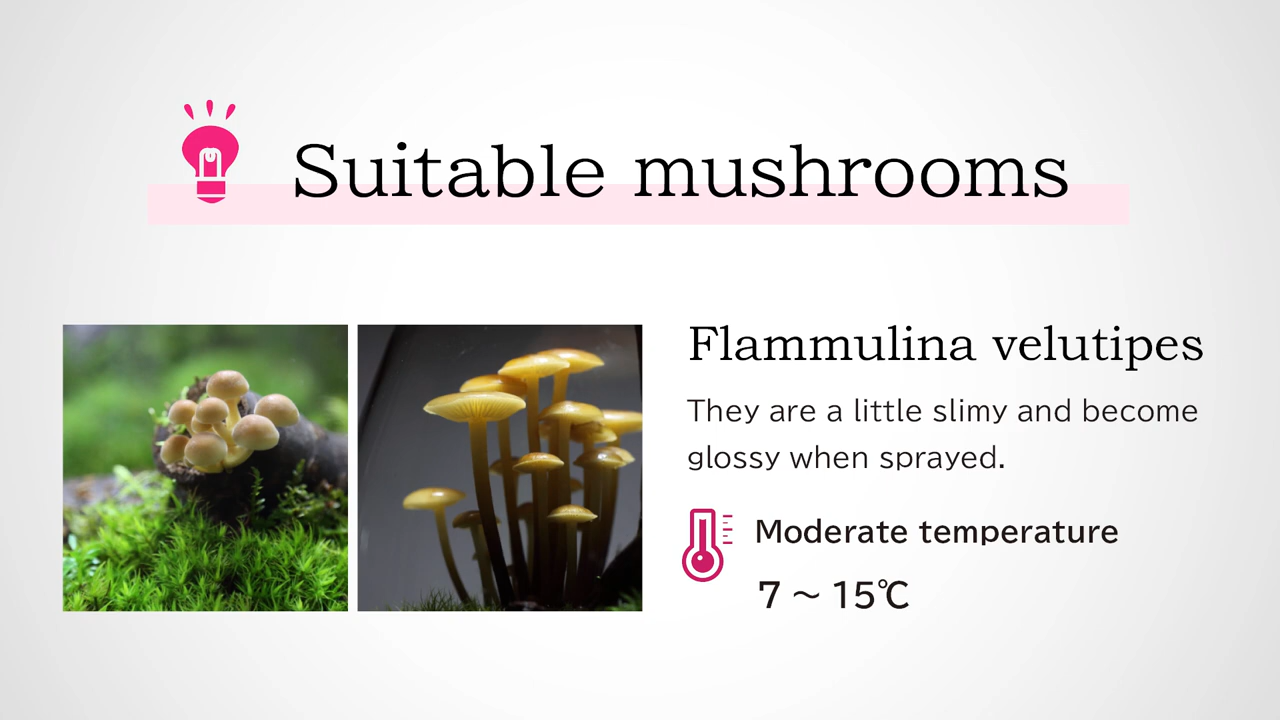 Suitable mushrooms
Flammulina velutipes
They are a little slimy and become
glossy when sprayed.
Moderate temperature
7 ～ 15℃